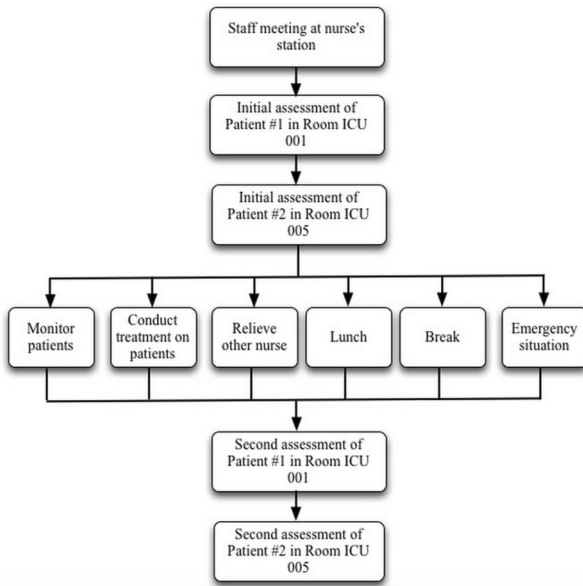 Staff meeting at nurse's
station
Initial assessment of
Patient #1 in Room ICU
001
Initial assessment of
Patient #2 in Room ICU
005
Monitor
patients
Conduct
treatment on
patients
Relieve
other nurse
Lunch
Break
Emergency
situation
Second assessment of
Patient #1 in Room ICU
001
Second assessment of
Patient #2 in Room ICU
005